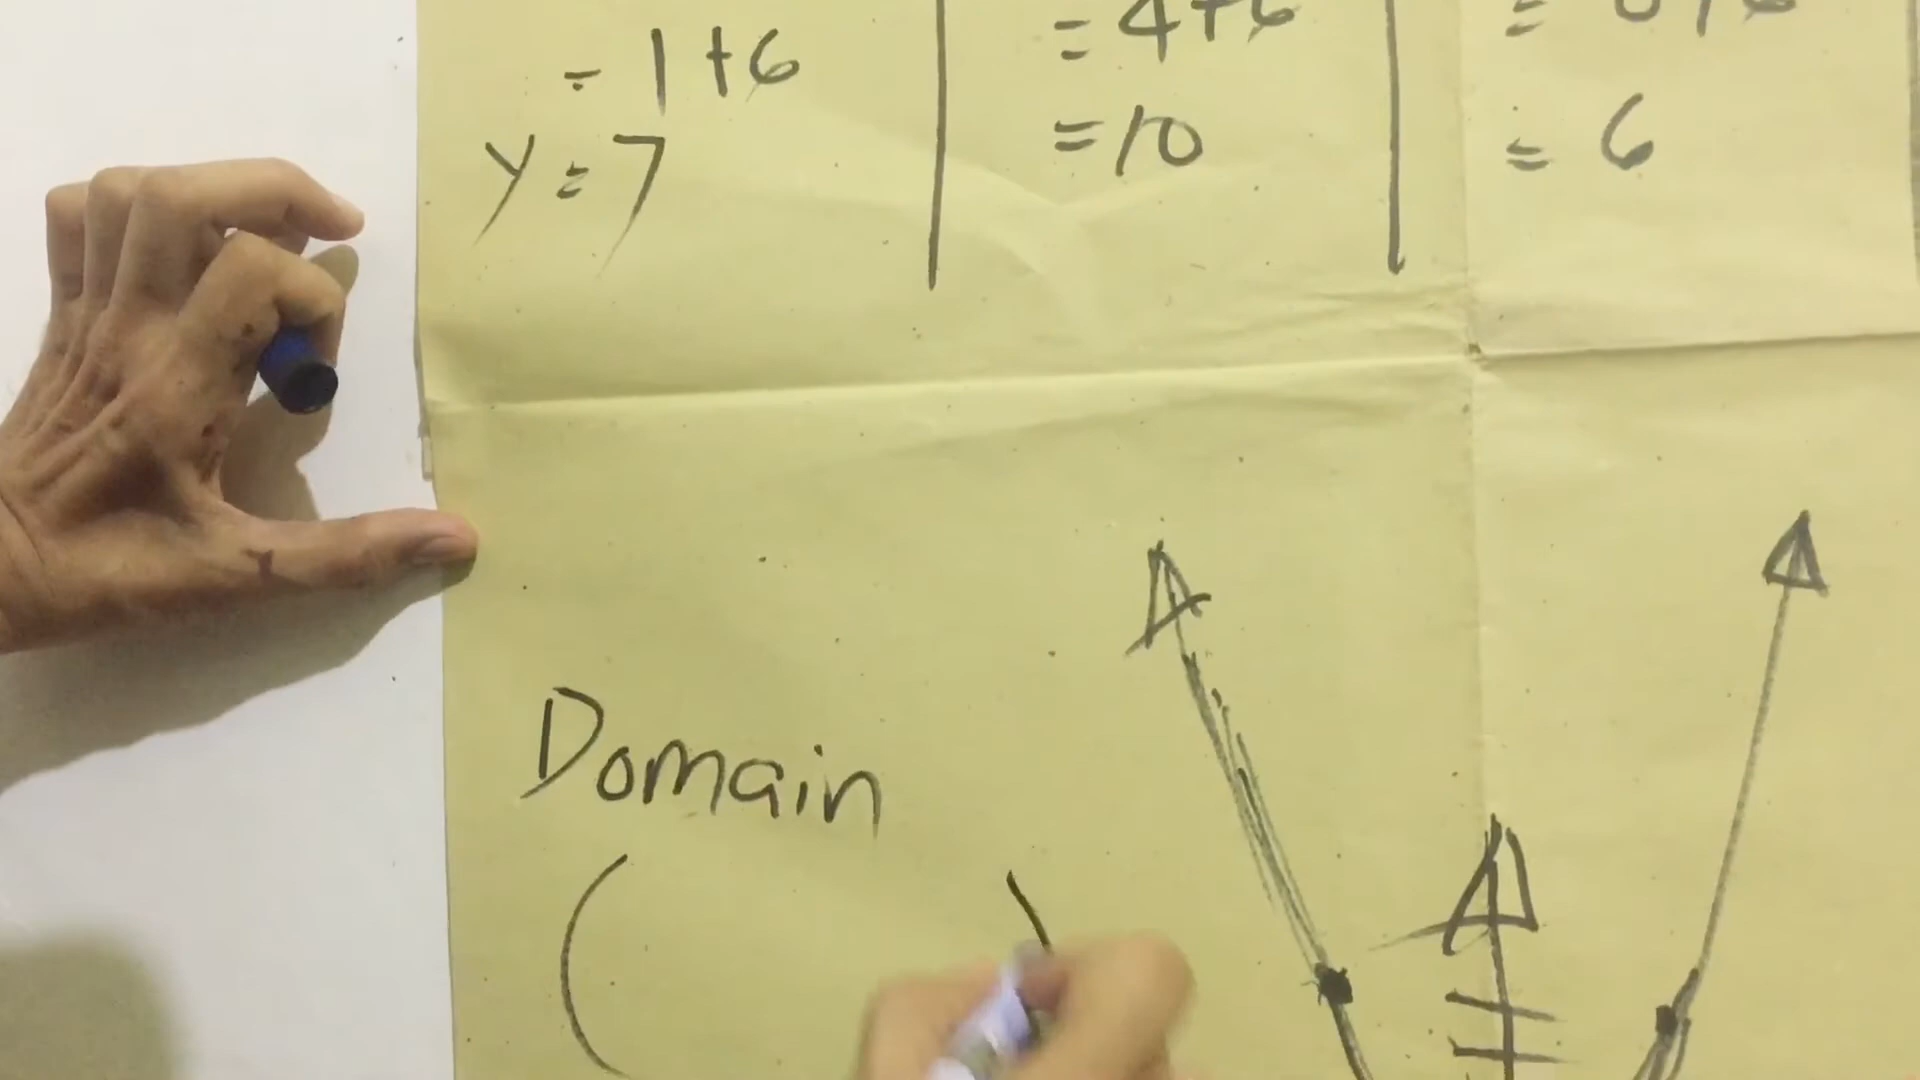 = 1 + 6
y = 7
= 4 + 6
= 10
= 6
Domain
(        )